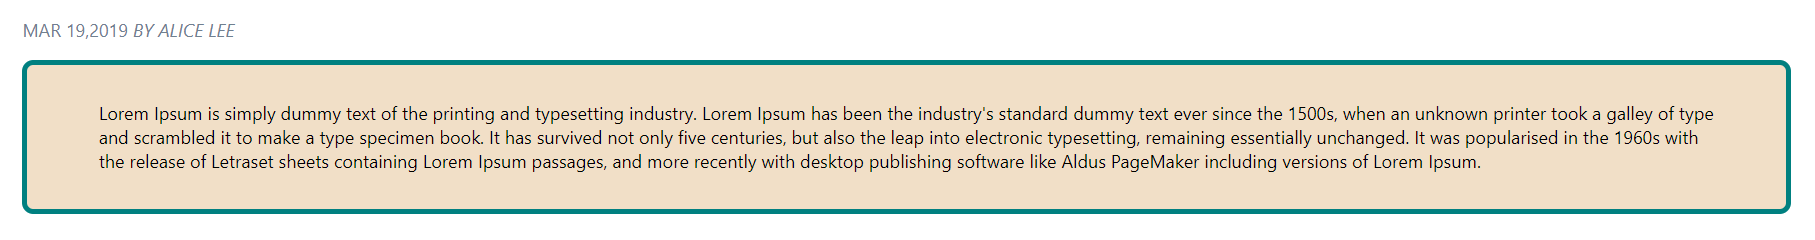 MAR 19,2019 BY ALICE LEE
Lorem Ipsum is simply dummy text of the printing and typesetting industry. Lorem Ipsum has been the industry's standard dummy text ever since the 1500s, when an unknown printer took a galley of type
and scrambled it to make a type specimen book. It has survived not only five centuries, but also the leap into electronic typesetting, remaining essentially unchanged. It was popularised in the 1960s with
the release of Letraset sheets containing Lorem Ipsum passages, and more recently with desktop publishing software like Aldus PageMaker including versions of Lorem Ipsum.